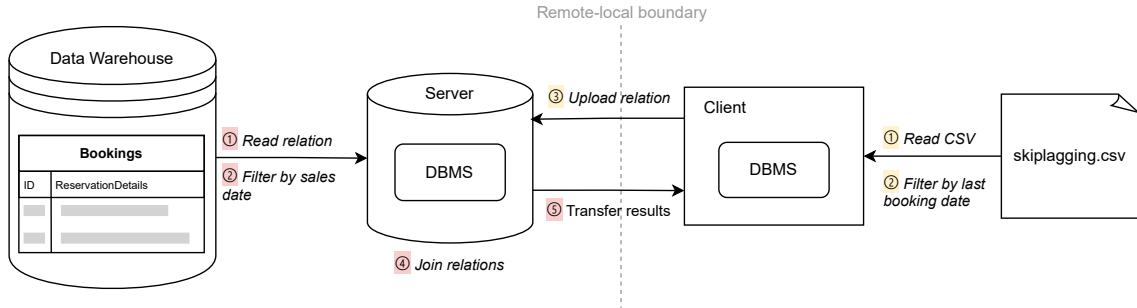 Remote-local boundary
Data Warehouse
Bookings
ID ReservationDetails
① Read relation
② Filter by sales
date
Server
DBMS
④ Join relations
③ Upload relation
⑤ Transfer results
Client
DBMS
① Read CSV
② Filter by last
booking date
skiplagging.csv